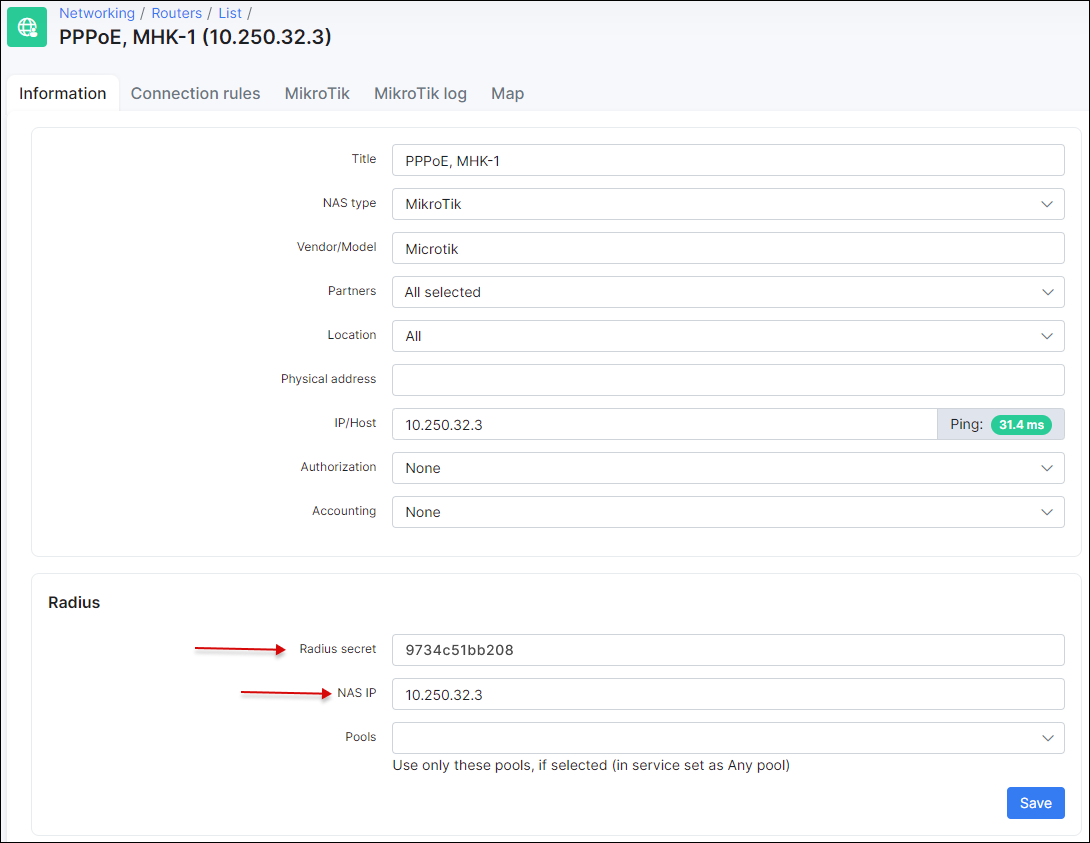 Networking / Routers / List /
PPPoE, MHK-1 (10.250.32.3)
Information Connection rules MikroTik MikroTik log Map
Title PPPoE, MHK-1
NAS type MikroTik
Vendor/Model Microtik
Partners All selected
Location All
Physical address
IP/Host 10.250.32.3 Ping: 31.4 ms
Authorization None
Accounting None
Radius
Radius secret 9734c51bb208
NAS IP 10.250.32.3
Pools
Use only these pools, if selected (in service set as Any pool)
Save